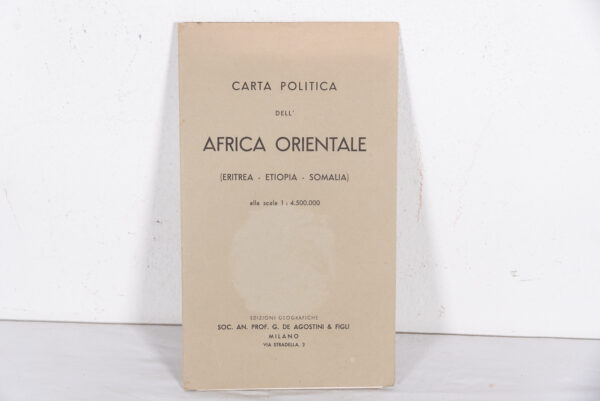 CARTA POLITICA
DELL'
AFRICA ORIENTALE
(ERITREA - ETIOPIA - SOMALIA)
alla scala 1 : 4.500.000
EDIZIONI GEOGRAFICHE
SOC. AN. PROF. G. DE AGOSTINI & FIGLI
MILANO
VIA STRADELLA, 2